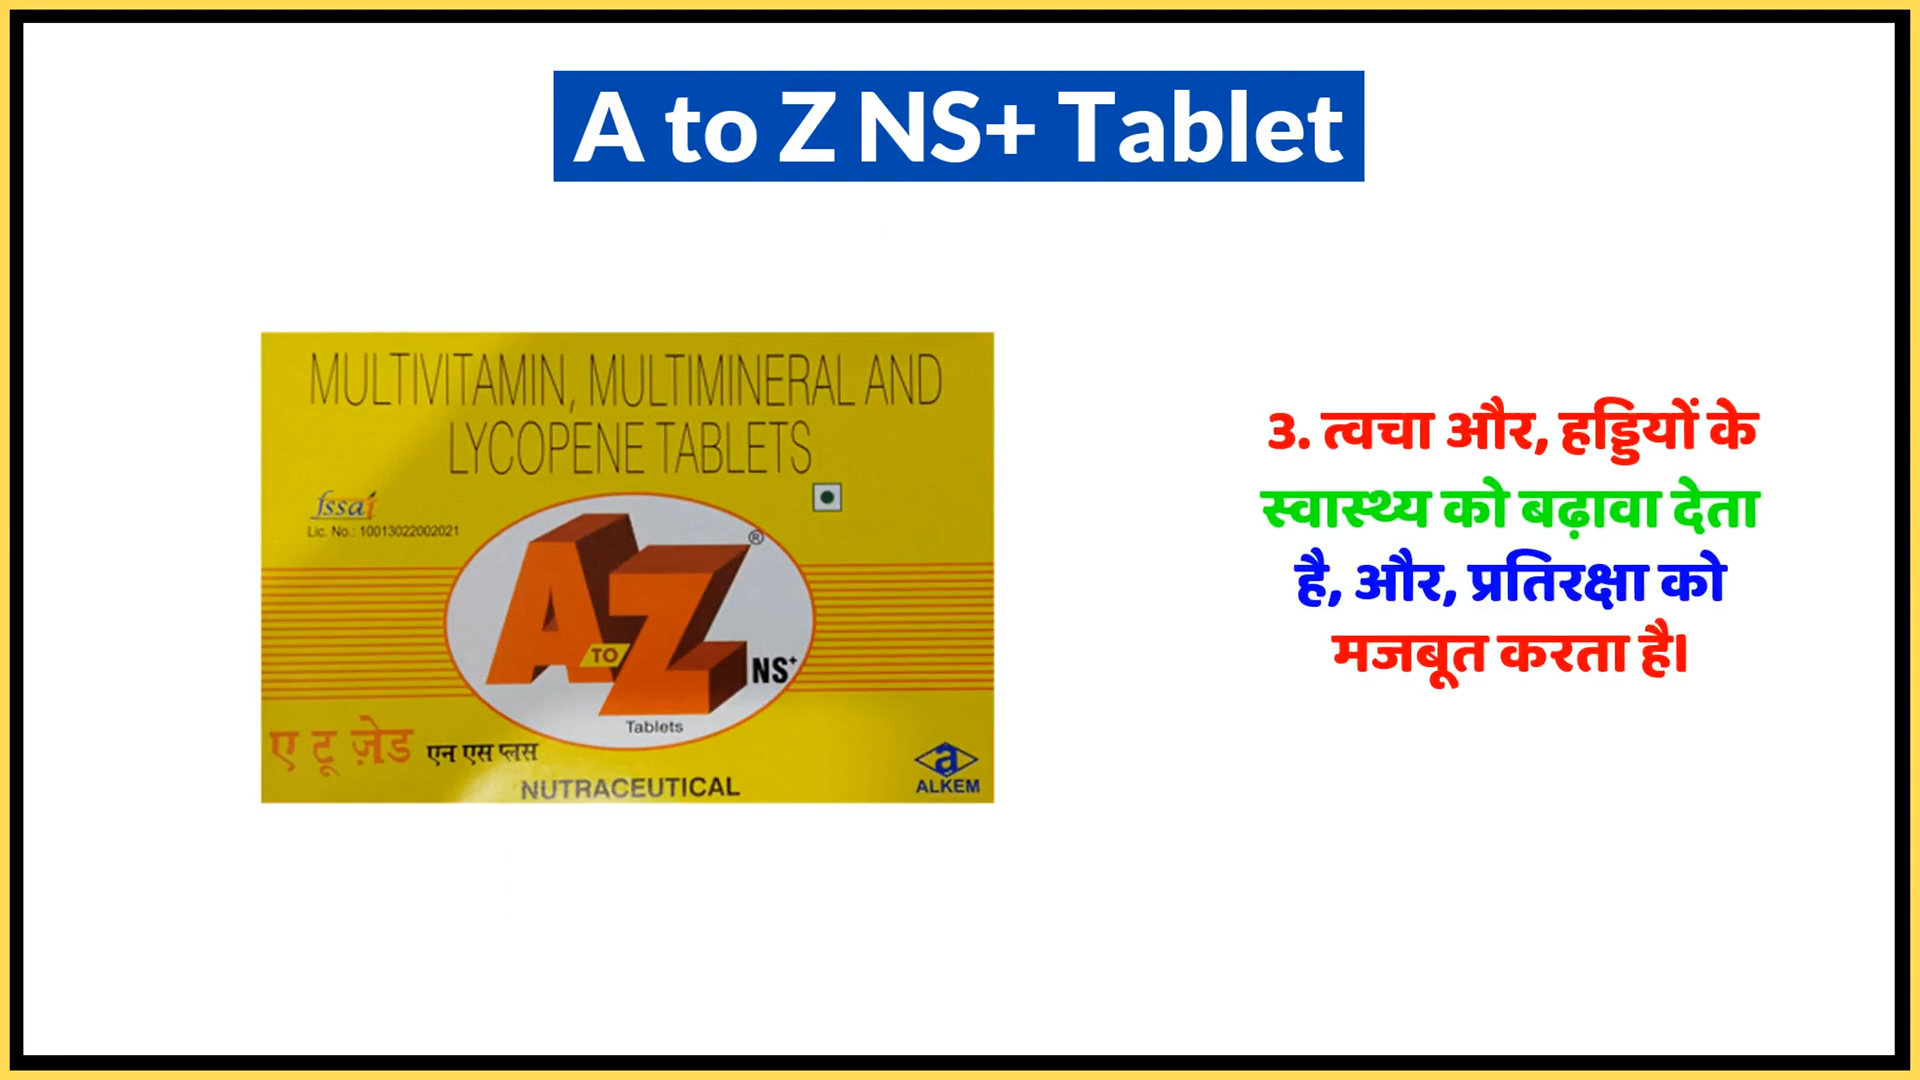 A to Z NS+ Tablet
MULTIVITAMIN, MULTIMINERAL AND
LYCOPENE TABLETS
fssai
Lic. No.: 10013022002021
A TO Z ® NS+
Tablets
ए टू ज़ेड एन एस प्लस
NUTRACEUTICAL
a
ALKEM
3. त्वचा और, हड्डियों के
स्वास्थ्य को बढ़ावा देता
है, और, प्रतिरक्षा को
मजबूत करता है।